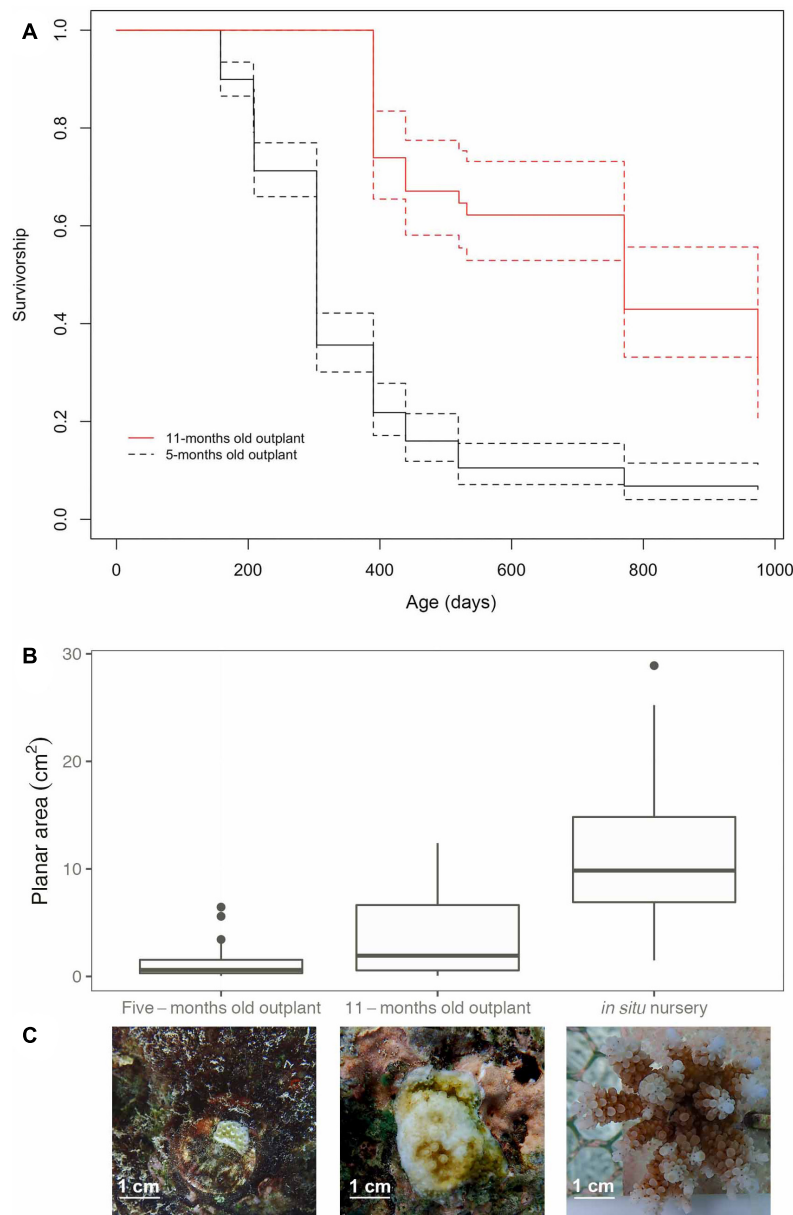 A
1.0
0.8
0.6
0.4
0.2
0.0
Survivorship
11-months old outplant
5-months old outplant
0 200 400 600 800 1000
Age (days)
B
30
20
10
0
Planar area (cm²)
Five – months old outplant 11 – months old outplant in situ nursery
C
1 cm 1 cm 1 cm